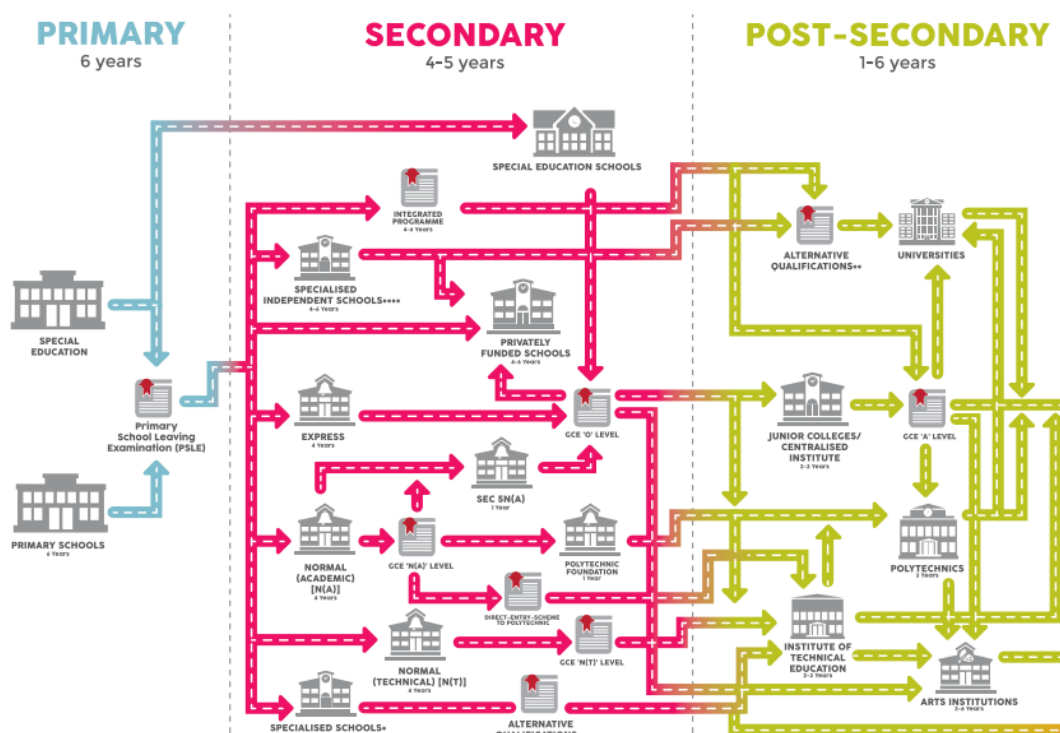 PRIMARY
6 years
SECONDARY
4-5 years
POST-SECONDARY
1-6 years
SPECIAL EDUCATION SCHOOLS
INTEGRATED
PROGRAMME
4-6 Years
ALTERNATIVE
QUALIFICATIONS**
UNIVERSITIES
SPECIALISED
INDEPENDENT SCHOOLS****
4-6 Years
SPECIAL
EDUCATION
PRIVATELY
FUNDED SCHOOLS
4-6 Years
Primary
School Leaving
Examination (PSLE)
EXPRESS
4 Years
GCE 'O' LEVEL
JUNIOR COLLEGES/
CENTRALISED
INSTITUTE
2-3 Years
GCE 'A' LEVEL
SEC 5N(A)
1 Year
PRIMARY SCHOOLS
6 Years
NORMAL
(ACADEMIC)
[N(A)]
4 Years
GCE 'N(A)' LEVEL
POLYTECHNIC
FOUNDATION
1 Year
POLYTECHNICS
3 Years
DIRECT-ENTRY-SCHEME
TO POLYTECHNIC
NORMAL
(TECHNICAL) [N(T)]
4 Years
GCE 'N(T)' LEVEL
INSTITUTE OF
TECHNICAL
EDUCATION
2-3 Years
ARTS INSTITUTIONS
3-6 Years
SPECIALISED SCHOOLS*
ALTERNATIVE